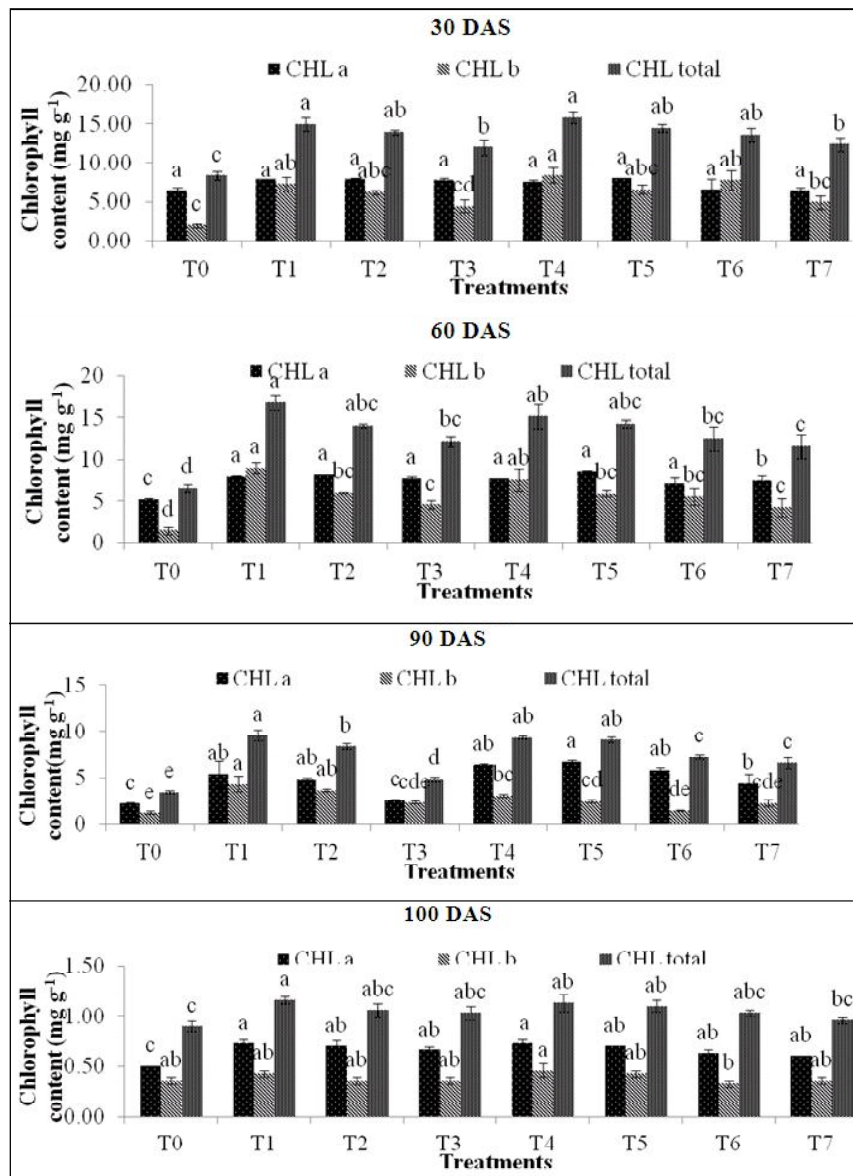 30 DAS
CHL a CHL b CHL total
Chlorophyll content (mg g-1)
20.00
15.00
10.00
5.00
0.00
a c c
a ab a
a abc ab
a cd b
a a a
a abc ab
a ab ab
a bc b
T0 T1 T2 T3 T4 T5 T6 T7
Treatments
60 DAS
CHL a CHL b CHL total
Chlorophyll content (mg g-1)
20
15
10
5
0
c d d
a a a
a bc abc
a c bc
a ab ab
a bc abc
a bc bc
b c c
T0 T1 T2 T3 T4 T5 T6 T7
Treatments
90 DAS
CHL a CHL b CHL total
Chlorophyll content(mg g-1)
15
10
5
0
c e e
ab a a
ab ab b
c cde d
ab bc ab
a cd ab
ab de c
b cde c
T0 T1 T2 T3 T4 T5 T6 T7
Treatments
100 DAS
CHL a CHL b CHL total
Chlorophyll content (mg g-1)
1.50
1.00
0.50
0.00
c ab c
a ab a
ab ab abc
ab ab abc
a a ab
ab ab ab
ab b abc
ab ab bc
T0 T1 T2 T3 T4 T5 T6 T7
Treatments